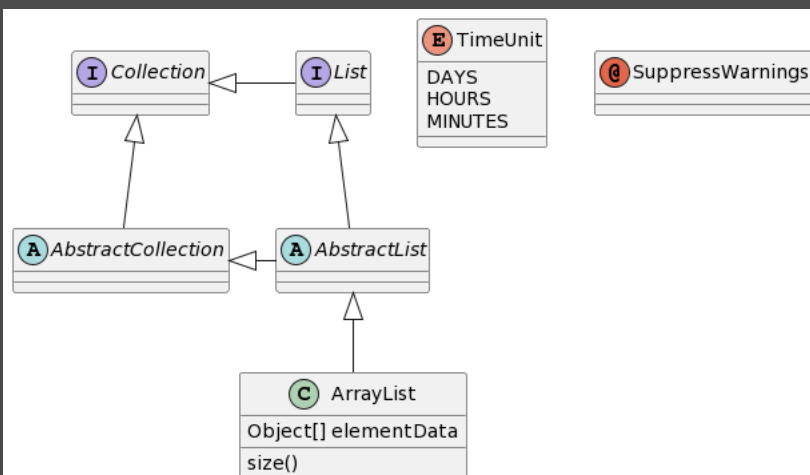 I Collection
I List
E TimeUnit
DAYS
HOURS
MINUTES
@ SuppressWarnings
A AbstractCollection
A AbstractList
C ArrayList
Object[] elementData
size()